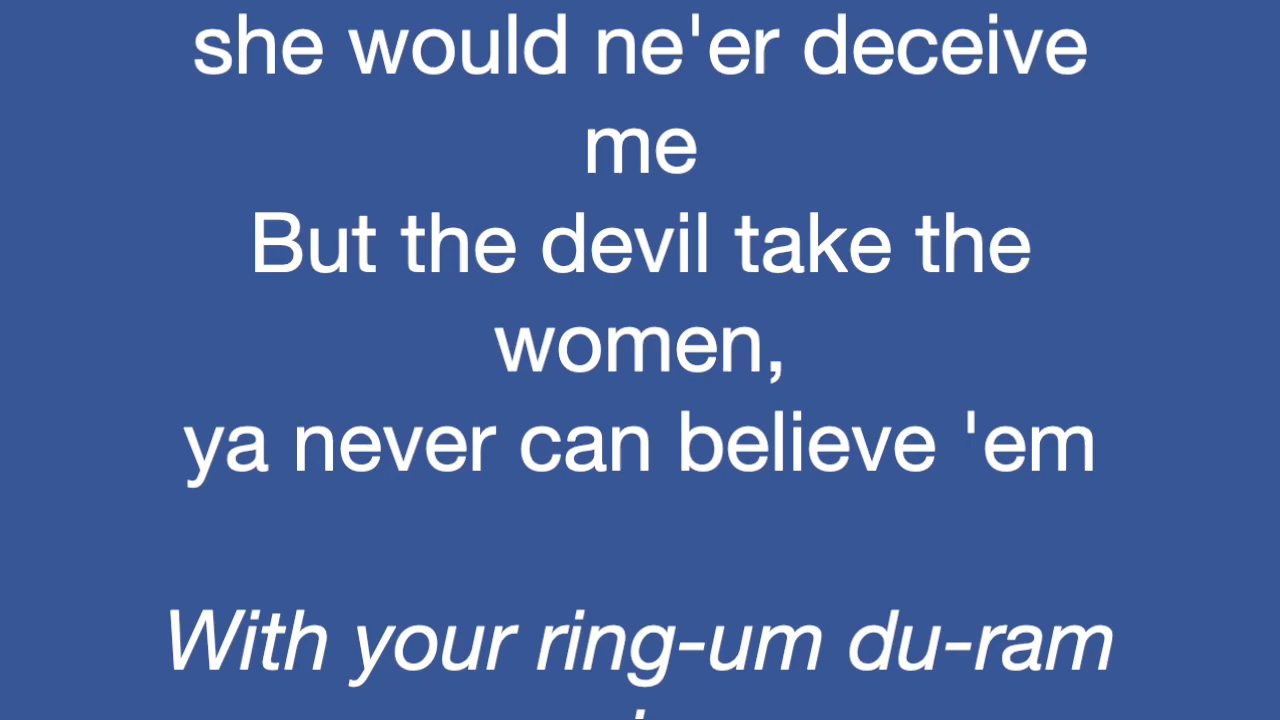 she would ne'er deceive
me
But the devil take the
women,
ya never can believe 'em
With your ring-um du-ram